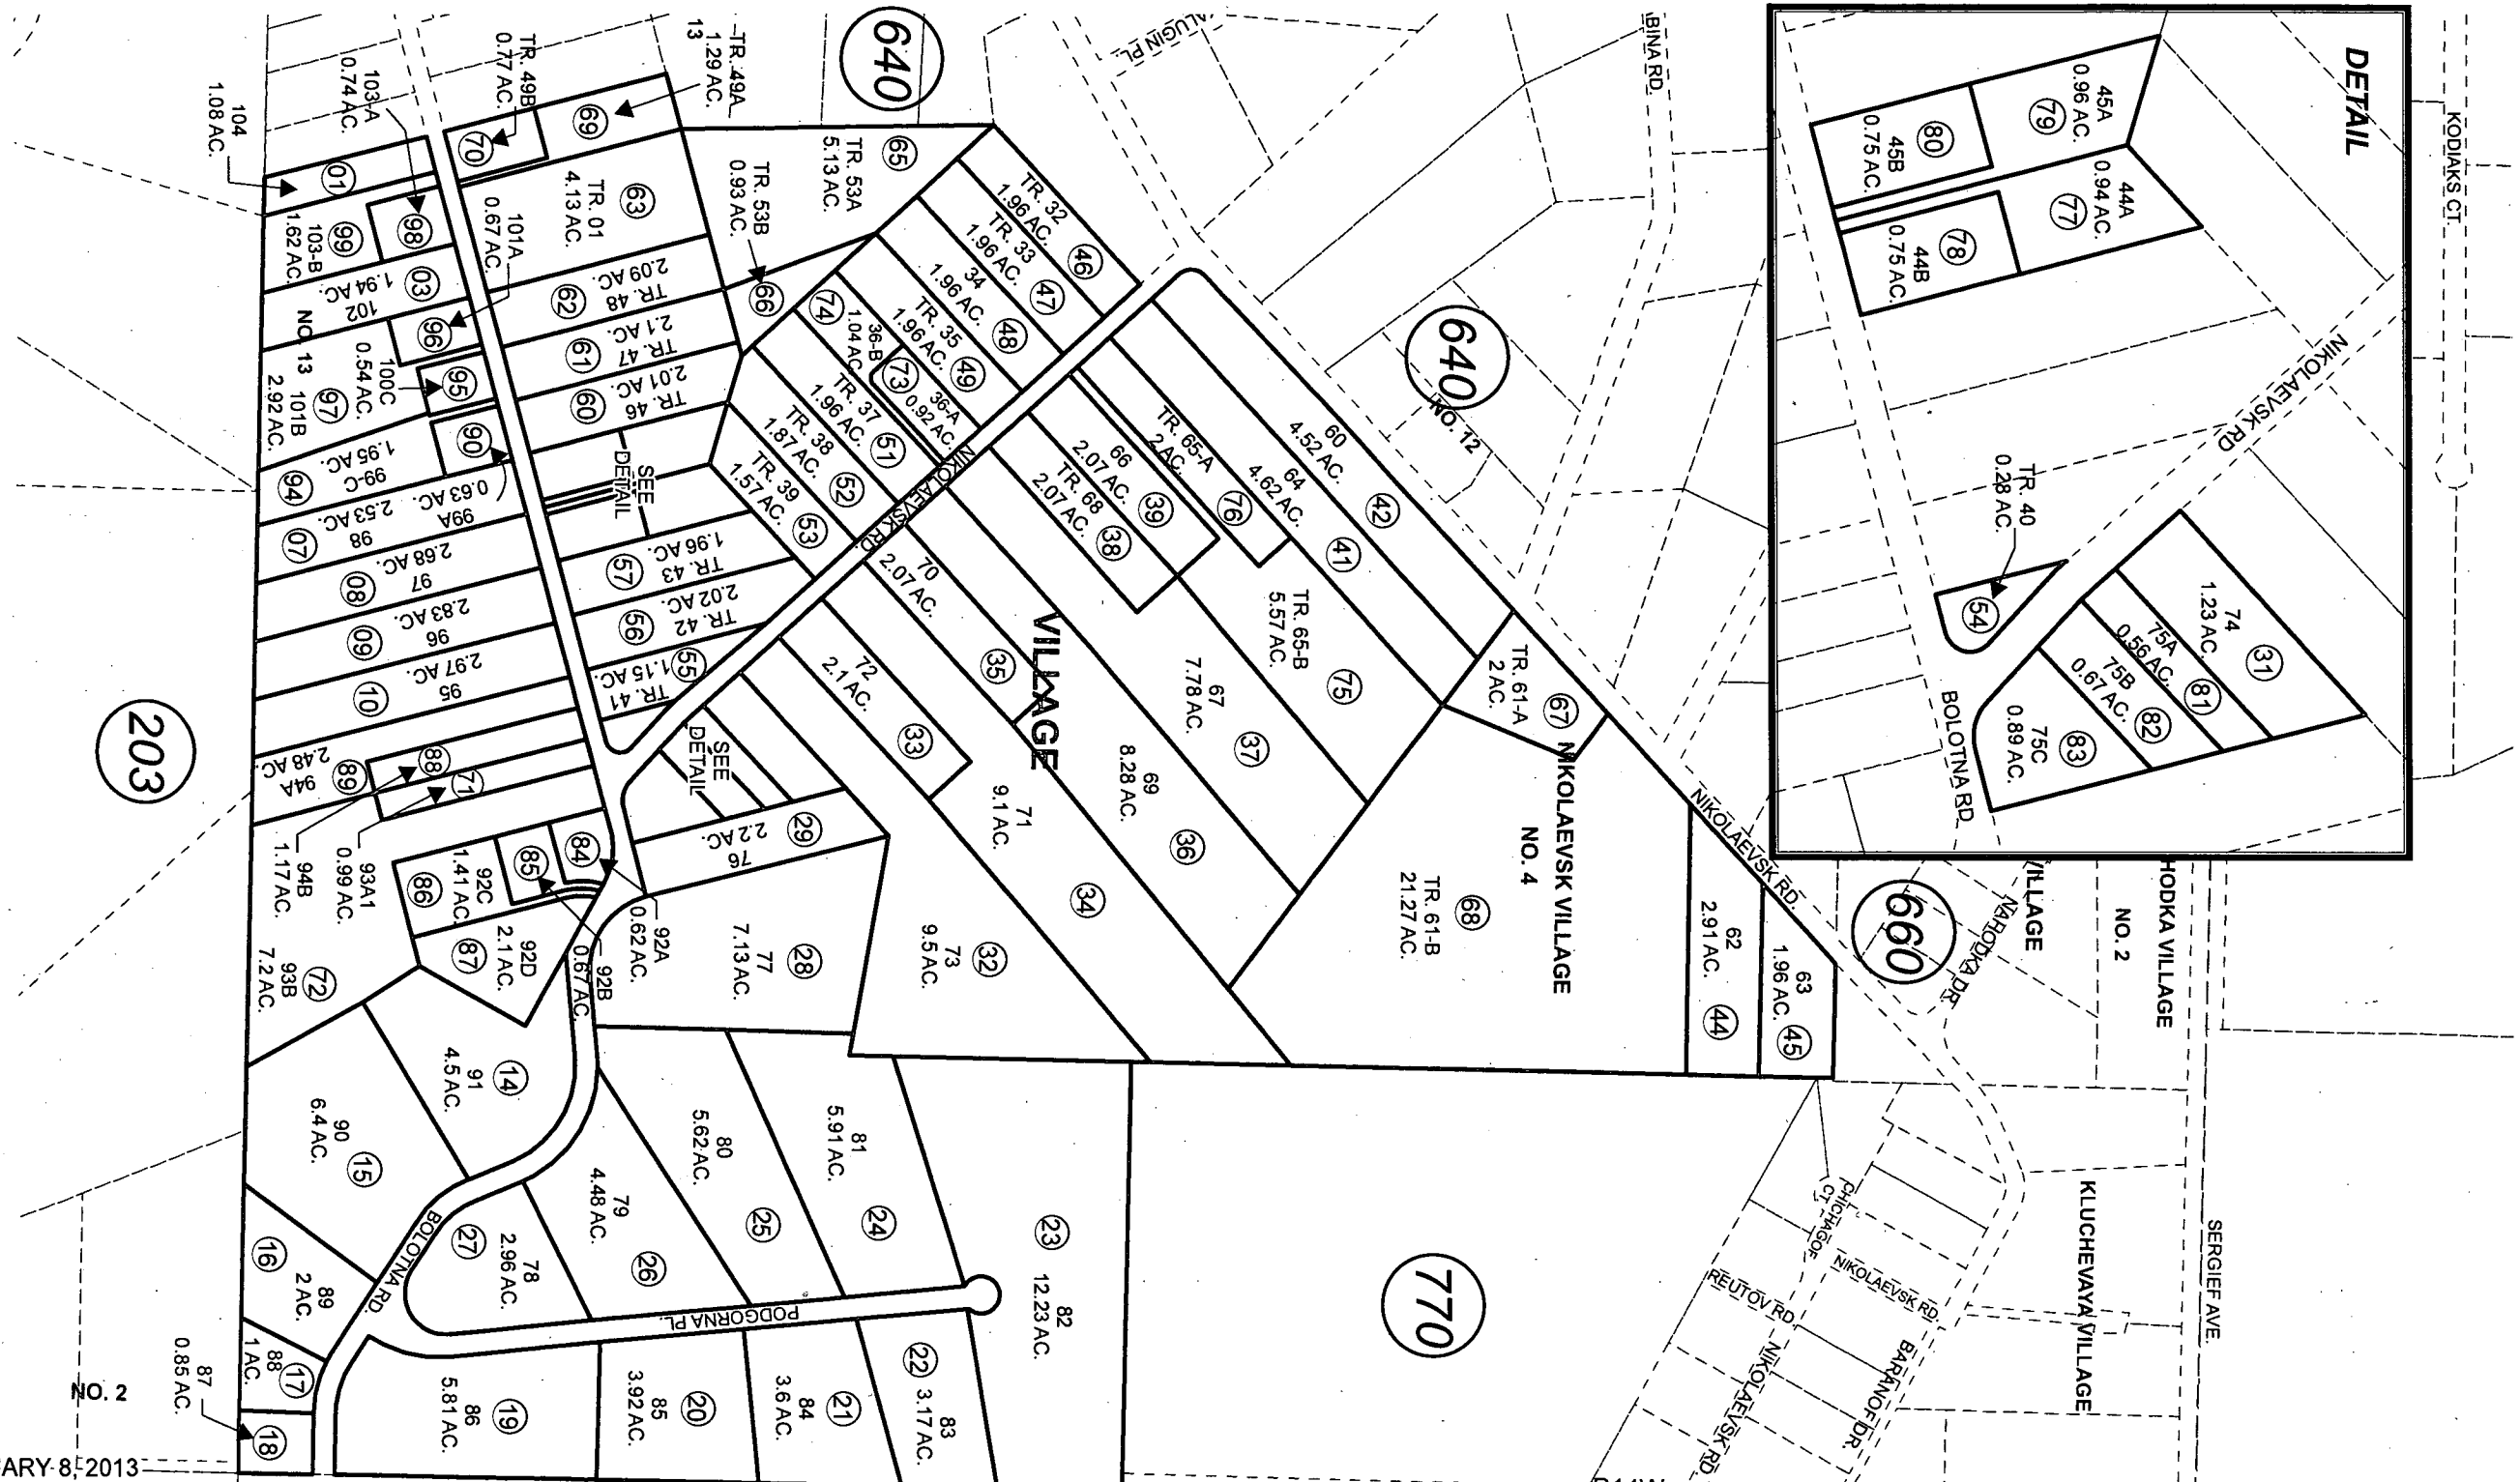 DETAIL
KODIAKS CT.
45A
0.96 AC.
79
80
45B
0.75 AC.
44A
0.94 AC.
77
78
44B
0.75 AC.
NIKOLAEVSK RD
TR. 40
0.28 AC.
54
74
1.23 AC.
31
75A
0.56 AC.
81
75B
0.67 AC.
82
75C
0.89 AC.
83
BOLOTNA RD
640
TR. 49A
1.29 AC.
13
TR. 49B
0.77 AC.
69
70
103-A
0.74 AC.
104
1.08 AC.
01
98
99
103-B
1.62 AC.
03
102
1.94 AC.
NO. 13
101A
0.67 AC.
96
97
101B
2.92 AC.
100C
0.54 AC.
95
90
94
99-C
1.95 AC.
99A
0.63 AC.
07
98
2.53 AC.
08
97
2.68 AC.
09
96
2.83 AC.
10
95
2.97 AC.
89
94A
2.48 AC.
88
71
94B
1.17 AC.
93A1
0.99 AC.
72
93B
7.2 AC.
84
85
86
92C
1.41 AC.
87
92D
2.1 AC.
92A
0.62 AC.
92B
0.67 AC.
63
TR. 01
4.13 AC.
62
TR. 48
2.09 AC.
61
TR. 47
2.1 AC.
60
TR. 46
2.01 AC.
SEE
DETAIL
57
TR. 43
1.96 AC.
56
TR. 42
2.02 AC.
55
TR. 41
1.15 AC.
65
TR. 53A
5.13 AC.
TR. 53B
0.93 AC.
66
TR. 32
1.96 AC.
46
TR. 33
1.96 AC.
47
34
1.96 AC.
48
TR. 35
1.96 AC.
49
74
36-B
1.04 AC.
73
36-A
0.92 AC.
TR. 37
1.96 AC.
51
TR. 38
1.87 AC.
52
TR. 39
1.57 AC.
53
NIKOLAEVSK RD
640
NO. 12
BINA RD.
ALUGIN PL.
60
4.52 AC.
42
64
4.62 AC.
41
TR. 65-A
2 AC.
76
66
2.07 AC.
39
TR. 68
2.07 AC.
38
TR. 65-B
5.57 AC.
75
67
7.78 AC.
37
69
8.28 AC.
36
70
2.07 AC.
35
71
9.1 AC.
34
72
2.1 AC.
33
73
9.5 AC.
32
VILLAGE
SEE
DETAIL
76
2.2 AC.
29
77
7.13 AC.
28
TR. 61-A
2 AC.
67
NIKOLAEVSK VILLAGE
NO. 4
TR. 61-B
21.27 AC.
68
62
2.91 AC.
44
63
1.96 AC.
45
NIKOLAEVSK RD.
660
NARODKA DR.
VILLAGE
HODKA VILLAGE
NO. 2
203
91
4.5 AC.
14
90
6.4 AC.
15
89
2 AC.
16
88
1 AC.
17
87
0.85 AC.
18
NO. 2
BOLOTNA RD.
78
2.96 AC.
27
79
4.48 AC.
26
80
5.62 AC.
25
81
5.91 AC.
24
82
12.23 AC.
23
PODGORNA PL.
86
5.81 AC.
19
85
3.92 AC.
20
84
3.6 AC.
21
83
3.17 AC.
22
770
CHICHAGOF
CT.
NIKOLAEVSK RD.
REUTOV RD.
NIKOLAEVSK RD.
BARANOF DR.
KLUCHEVAYA VILLAGE
SERGIEF AVE.
ARY 8, 2013
R14W